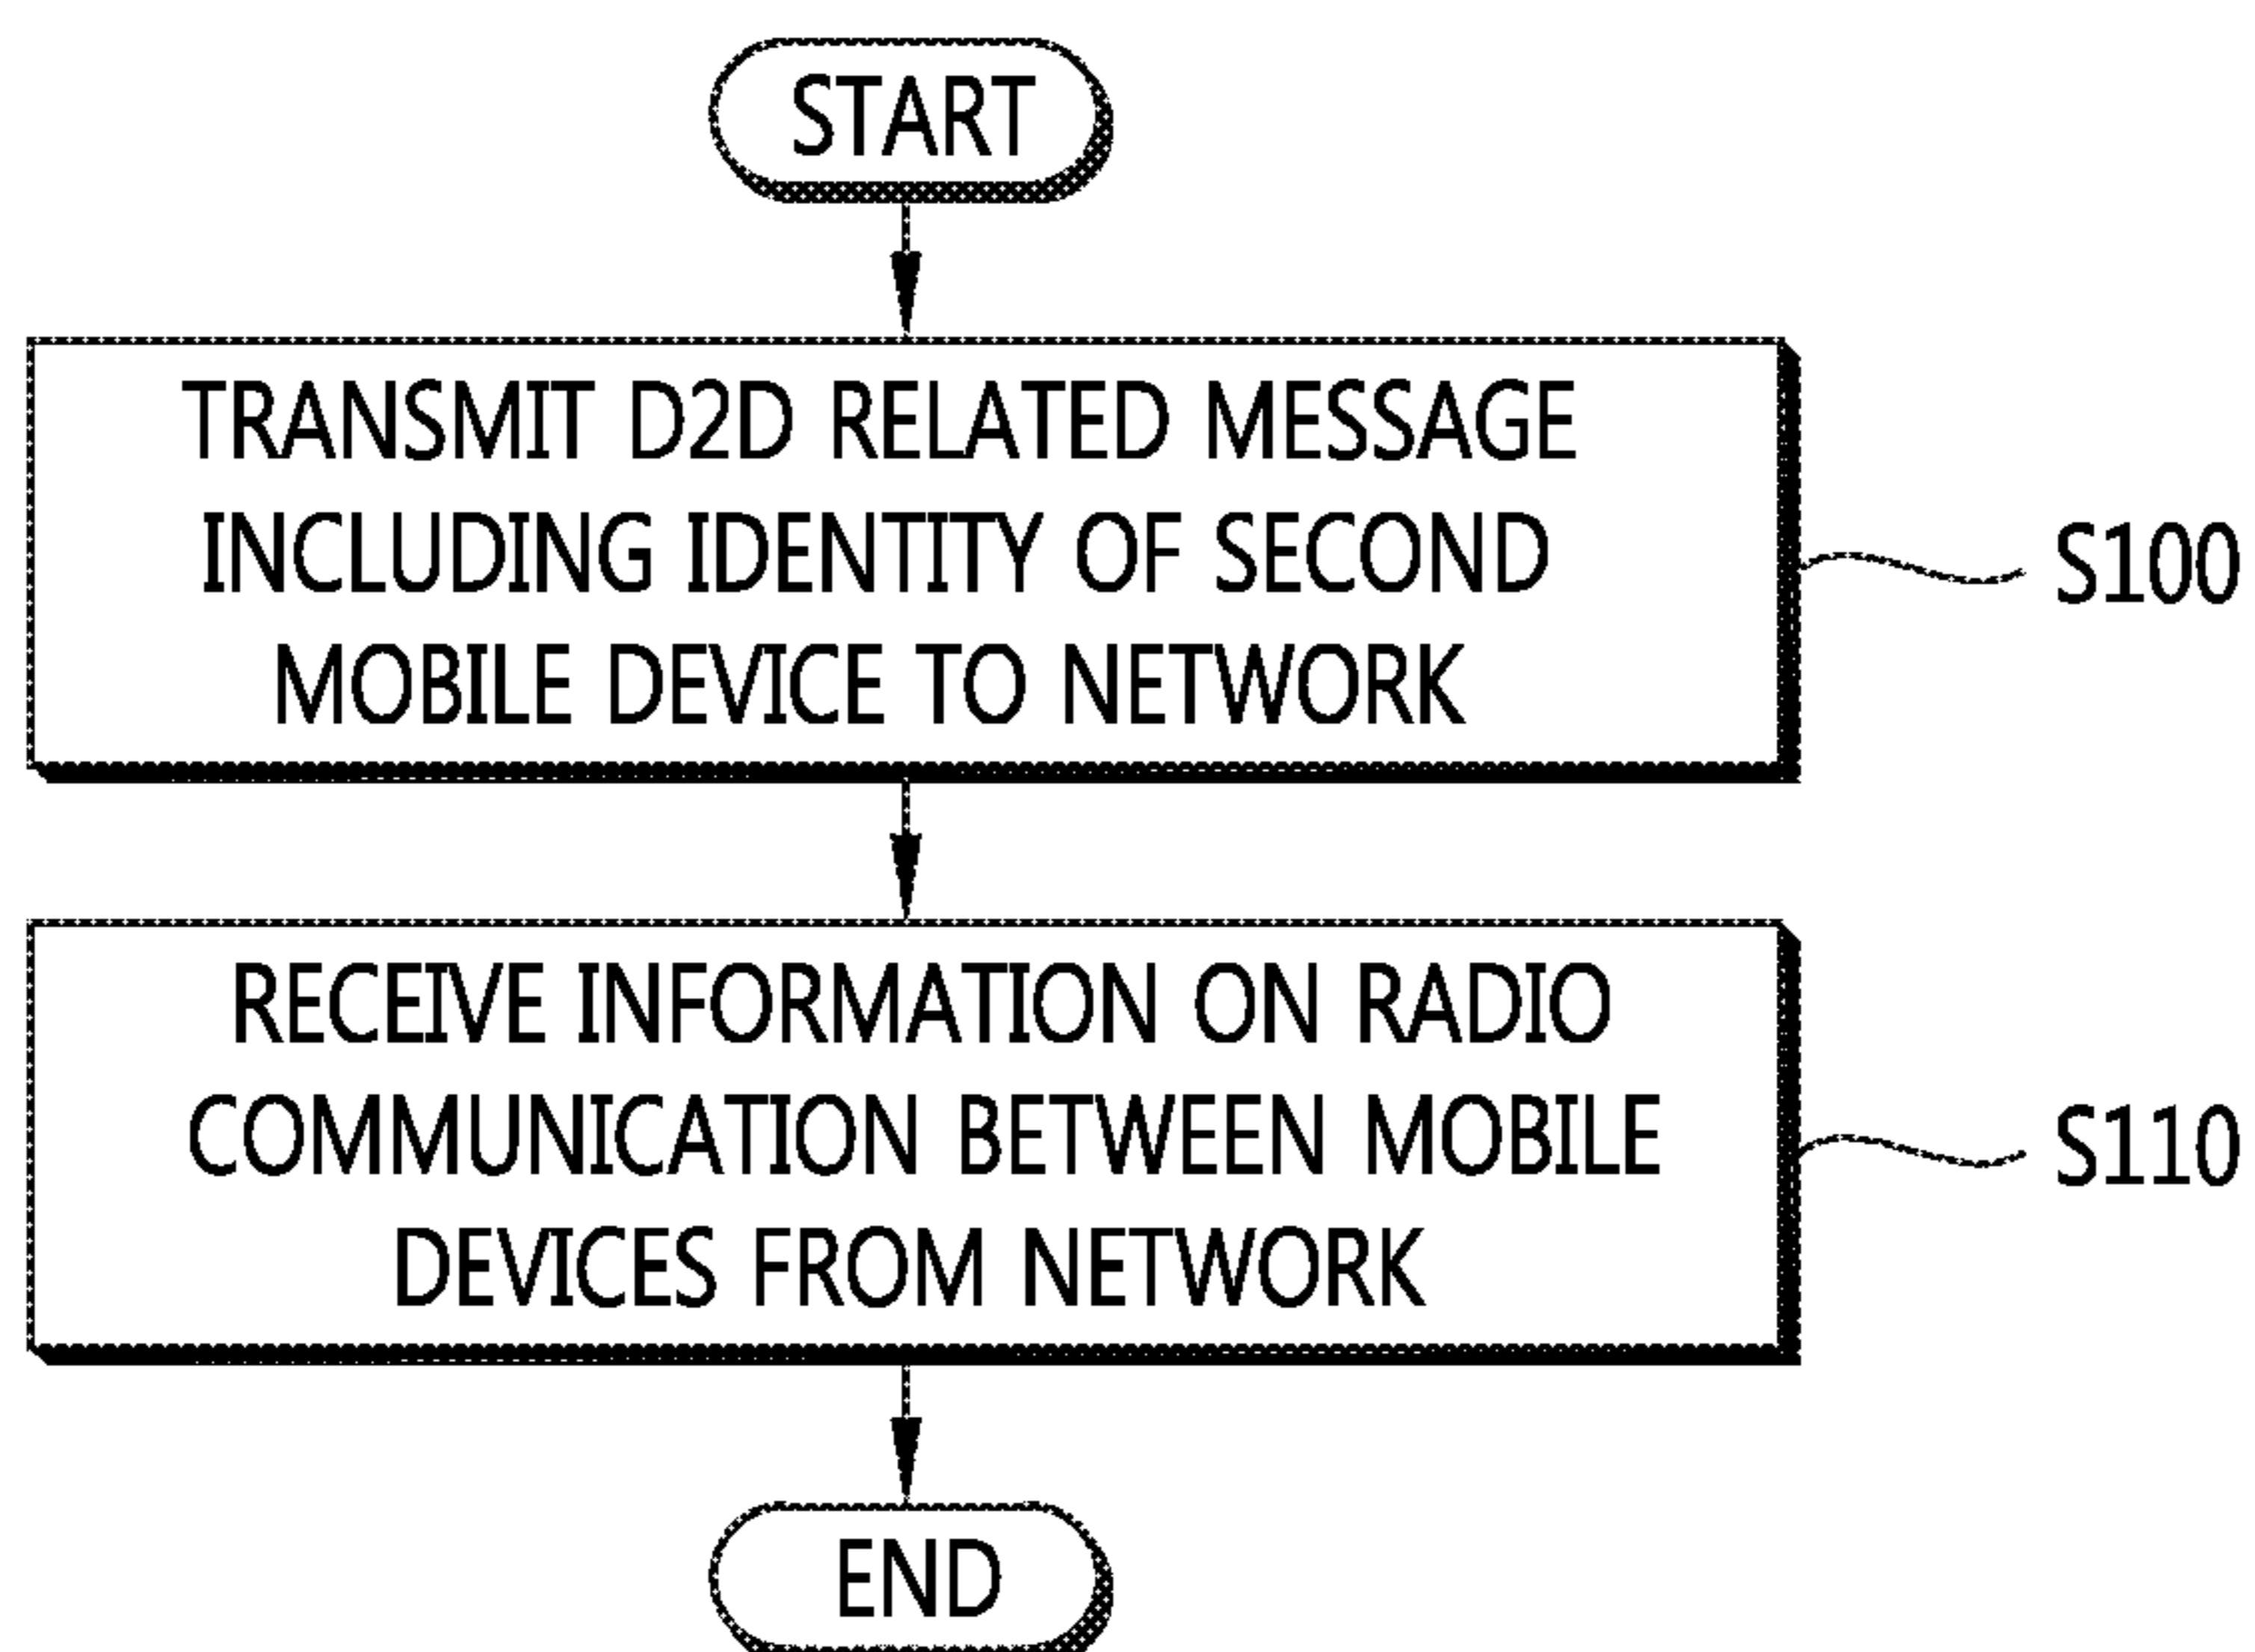 START
TRANSMIT D2D RELATED MESSAGE
INCLUDING IDENTITY OF SECOND
MOBILE DEVICE TO NETWORK
S100
RECEIVE INFORMATION ON RADIO
COMMUNICATION BETWEEN MOBILE
DEVICES FROM NETWORK
S110
END